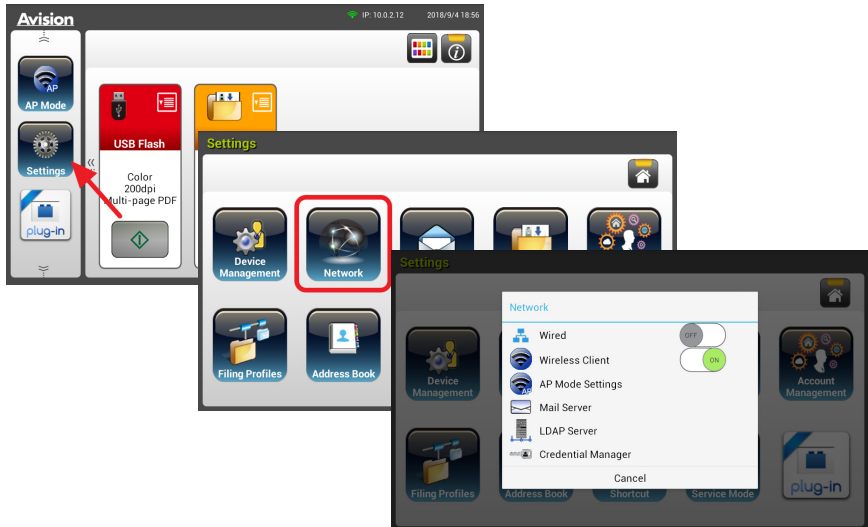 Avision
IP: 10.0.2.12 2018/9/4 18:56
AP
AP Mode
USB Flash
Settings
Color
200dpi
Multi-page PDF
plug-in
Settings
Device
Management
Network
Filing Profiles
Address Book
Settings
Network
Wired OFF
Wireless Client ON
AP
AP Mode Settings
Mail Server
LDAP Server
Credential Manager
Cancel
Device
Management
Account
Management
Filing Profiles
Address Book
Shortcut
Service Mode
plug-in